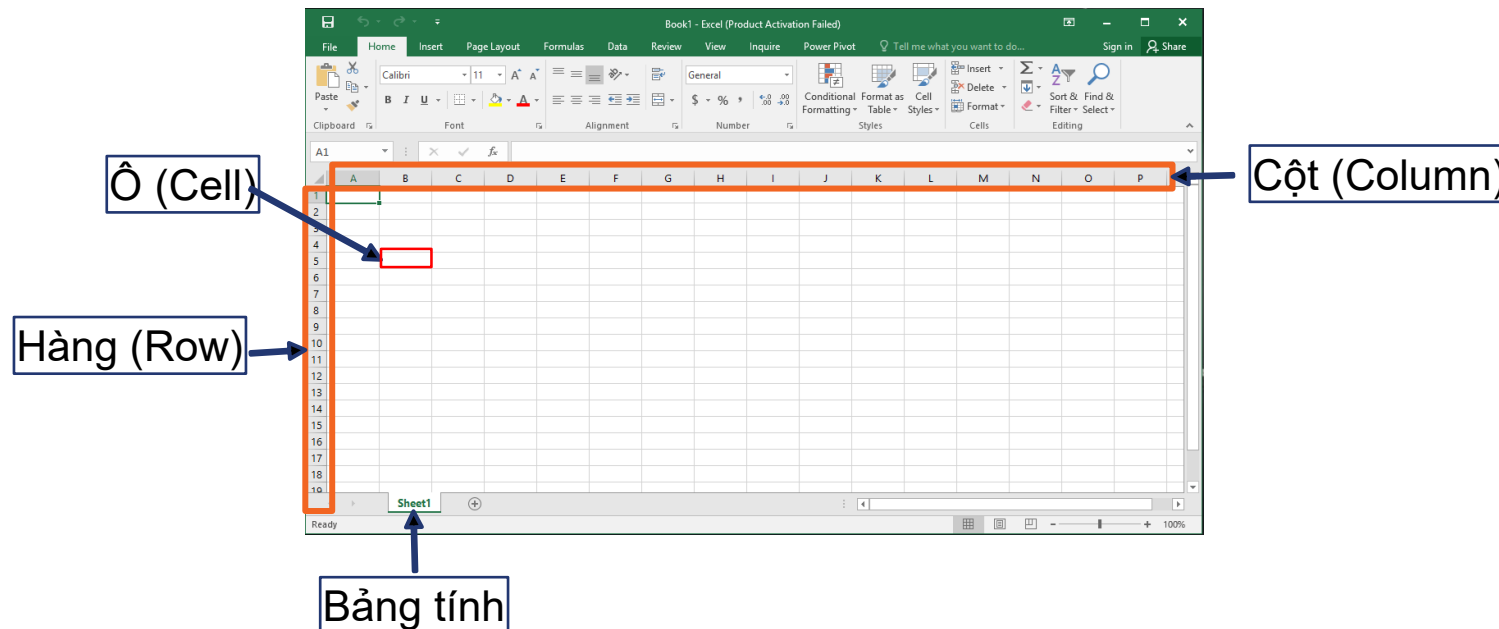 Book1 - Excel (Product Activation Failed)
File Home Insert Page Layout Formulas Data Review View Inquire Power Pivot Tell me what you want to do... Sign in Share
Paste
Calibri 11 A A
B I U A
General
$ % , .0 .00 .00 .0
Conditional Formatting
Format as Table
Cell Styles
Insert
Delete
Format
Σ
A Z
Sort & Filter
Find & Select
Clipboard Font Alignment Number Styles Cells Editing
A1 fx
A B C D E F G H I J K L M N O P
1
2
3
4
5
6
7
8
9
10
11
12
13
14
15
16
17
18
19
Sheet1
Ready 100%
Ô (Cell)
Cột (Column)
Hàng (Row)
Bảng tính